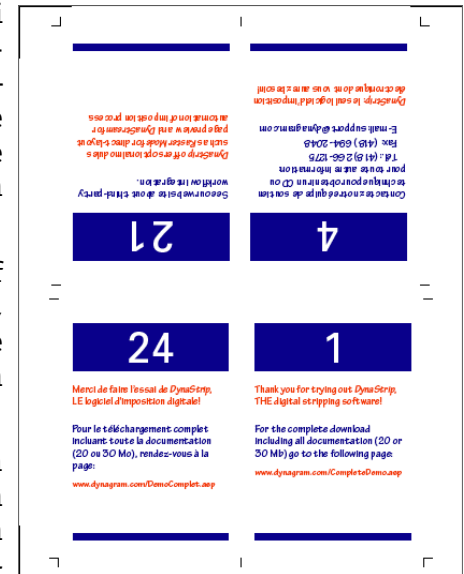 21
See our website about third-party
workflow integration.
DynaStrip offers optional modules
such as Raster Mode for direct-layout
page preview and DynaStream for
automation of imposition process
4
Contactez notre équipe de soutien
technique pour obtenir un CD ou
pour toute autre information
Tél.: (418) 266-1275
Fax: (418) 694-2048
E-mail: support@dynagram.com
DynaStrip: le seul logiciel d'imposition
électronique dont vous aurez besoin!
24
Merci de faire l'essai de DynaStrip,
LE logiciel d'imposition digitale!
Pour le téléchargement complet
incluant toute la documentation
(20 ou 30 Mo), rendez-vous à la
page:
www.dynagram.com/DemoComplet.asp
1
Thank you for trying out DynaStrip,
THE digital stripping software!
For the complete download
including all documentation (20 or
30 Mb) go to the following page:
www.dynagram.com/CompleteDemo.asp